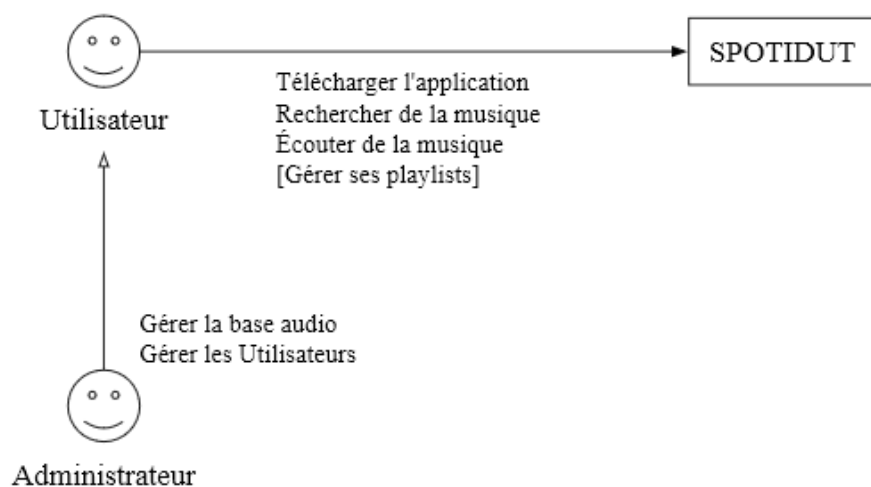 SPOTIDUT
Télécharger l'application
Rechercher de la musique
Écouter de la musique
[Gérer ses playlists]
Utilisateur
Gérer la base audio
Gérer les Utilisateurs
Administrateur